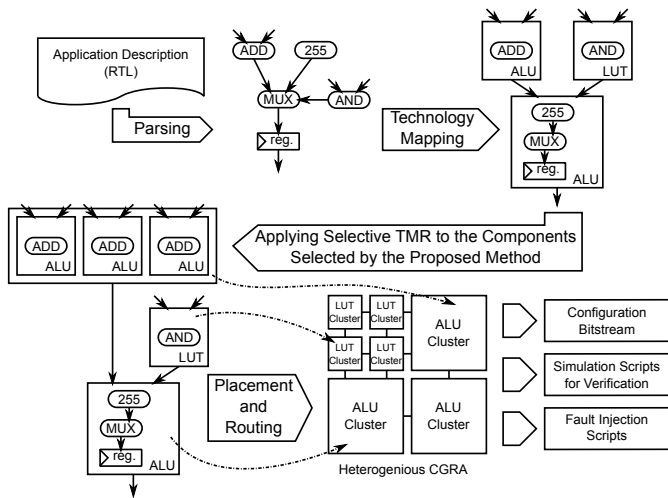 Application Description
(RTL)
Parsing
ADD
255
MUX
AND
reg.
Technology
Mapping
ADD
ALU
AND
LUT
255
MUX
reg.
ALU
Applying Selective TMR to the Components
Selected by the Proposed Method
ADD
ALU
ADD
ALU
ADD
ALU
AND
LUT
255
MUX
reg.
ALU
Placement
and
Routing
LUT
Cluster
LUT
Cluster
LUT
Cluster
LUT
Cluster
ALU
Cluster
ALU
Cluster
ALU
Cluster
Heterogenious CGRA
Configuration
Bitstream
Simulation Scripts
for Verification
Fault Injection
Scripts